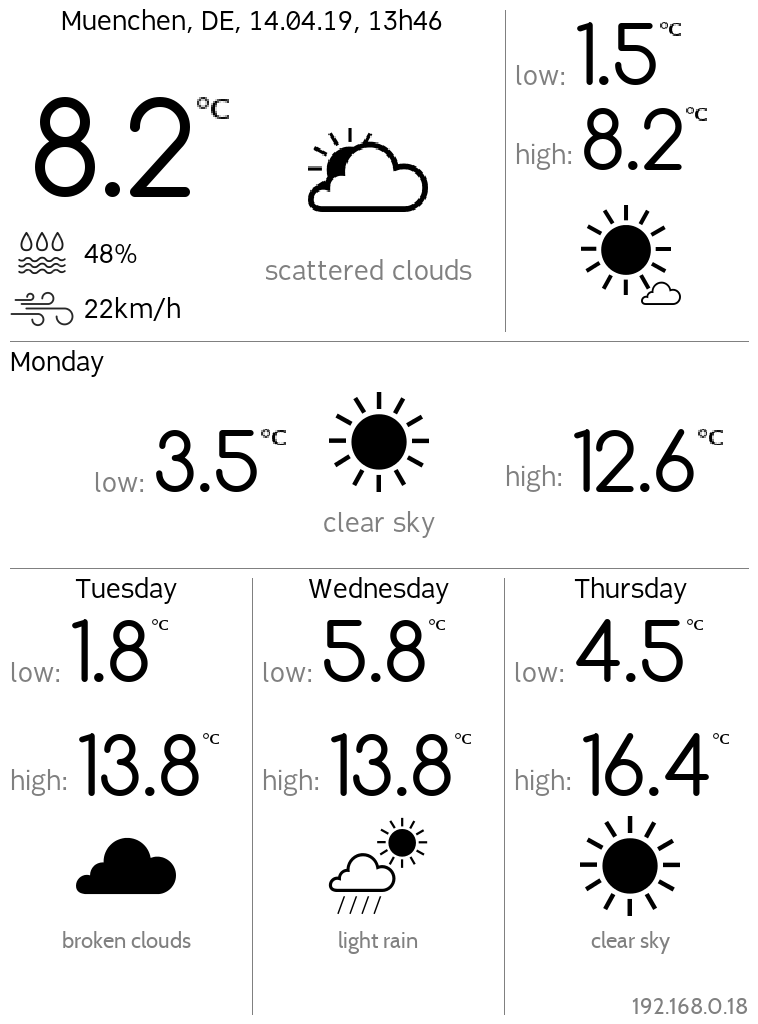 Muenchen, DE, 14.04.19, 13h46
8.2 °C
48%
22km/h
scattered clouds
low: 1.5 °C
high: 8.2 °C
Monday
low: 3.5 °C
clear sky
high: 12.6 °C
Tuesday
low: 1.8 °C
high: 13.8 °C
broken clouds
Wednesday
low: 5.8 °C
high: 13.8 °C
light rain
Thursday
low: 4.5 °C
high: 16.4 °C
clear sky
192.168.0.18